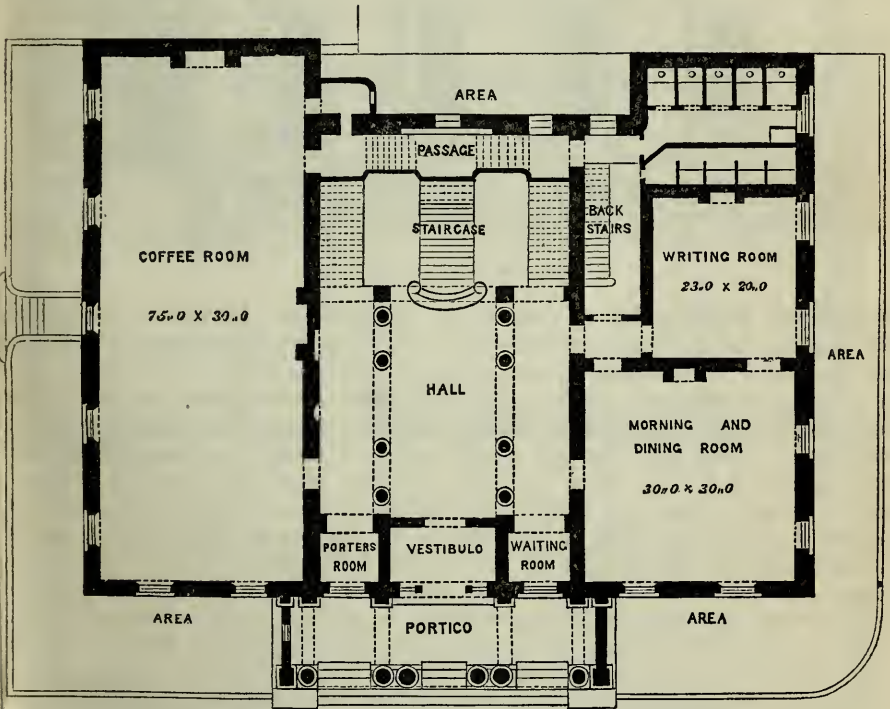 AREA
PASSAGE
STAIRCASE
BACK
STAIRS
COFFEE ROOM
75„0 X 30„0
WRITING ROOM
23„0 X 20„0
HALL
AREA
MORNING AND
DINING ROOM
30„0 × 30„0
PORTERS
ROOM
VESTIBULO
WAITING
ROOM
AREA
PORTICO
AREA